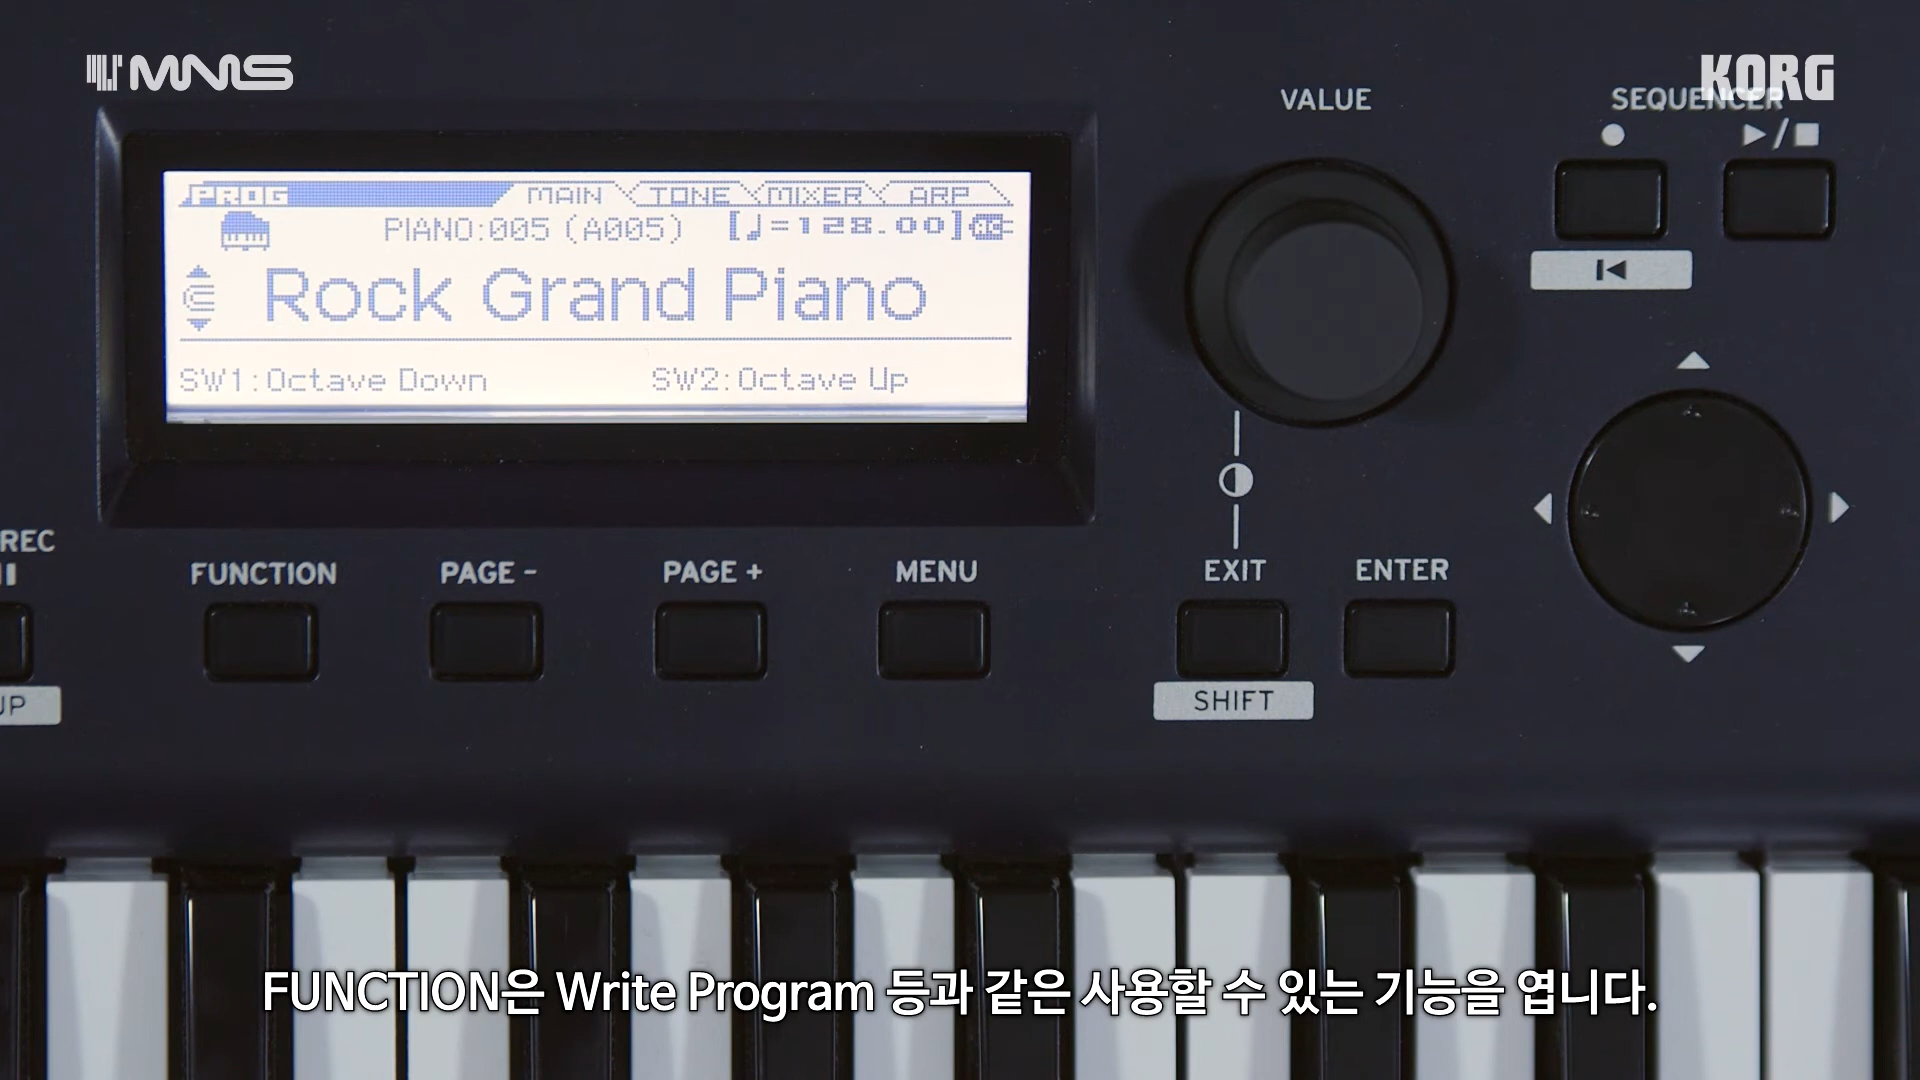 MNS
KORG
VALUE
SEQUENCER
PROG MAIN TONE MIXER ARP
PIANO:005 (A005) [♩=128.00]
Rock Grand Piano
SW1:Octave Down SW2:Octave Up
REC
FUNCTION PAGE - PAGE + MENU EXIT ENTER
UP
SHIFT
FUNCTION은 Write Program 등과 같은 사용할 수 있는 기능을 엽니다.